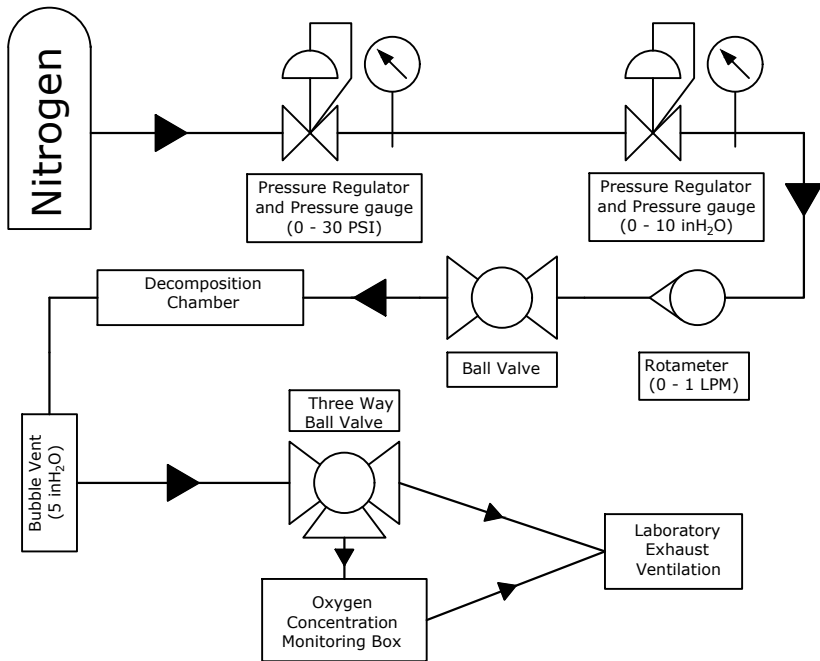 Nitrogen
Pressure Regulator
and Pressure gauge
(0 - 30 PSI)
Pressure Regulator
and Pressure gauge
(0 - 10 inH₂O)
Decomposition
Chamber
Ball Valve
Rotameter
(0 - 1 LPM)
Three Way
Ball Valve
Bubble Vent
(5 inH₂O)
Laboratory
Exhaust
Ventilation
Oxygen
Concentration
Monitoring Box